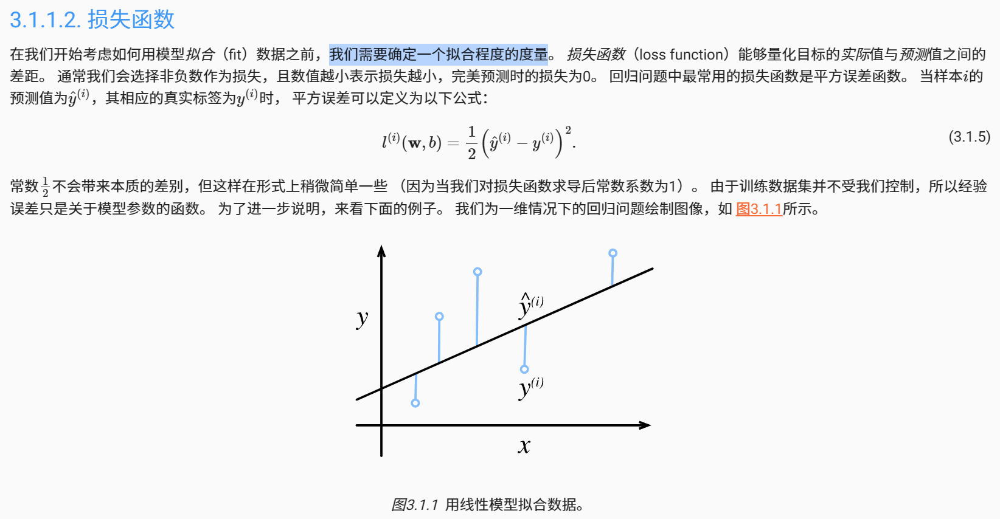 3.1.1.2. 损失函数
在我们开始考虑如何用模型拟合（fit）数据之前，我们需要确定一个拟合程度的度量。 损失函数（loss function）能够量化目标的实际值与预测值之间的
差距。 通常我们会选择非负数作为损失，且数值越小表示损失越小，完美预测时的损失为0。 回归问题中最常用的损失函数是平方误差函数。 当样本i的
预测值为ŷ^(i)，其相应的真实标签为y^(i)时， 平方误差可以定义为以下公式：
l^(i)(w, b) = 1/2 (ŷ^(i) − y^(i))^2. (3.1.5)
常数1/2不会带来本质的差别，但这样在形式上稍微简单一些 （因为当我们对损失函数求导后常数系数为1）。 由于训练数据集并不受我们控制，所以经验
误差只是关于模型参数的函数。 为了进一步说明，来看下面的例子。 我们为一维情况下的回归问题绘制图像，如 图3.1.1所示。
ŷ^(i)
y
y^(i)
x
图3.1.1 用线性模型拟合数据。